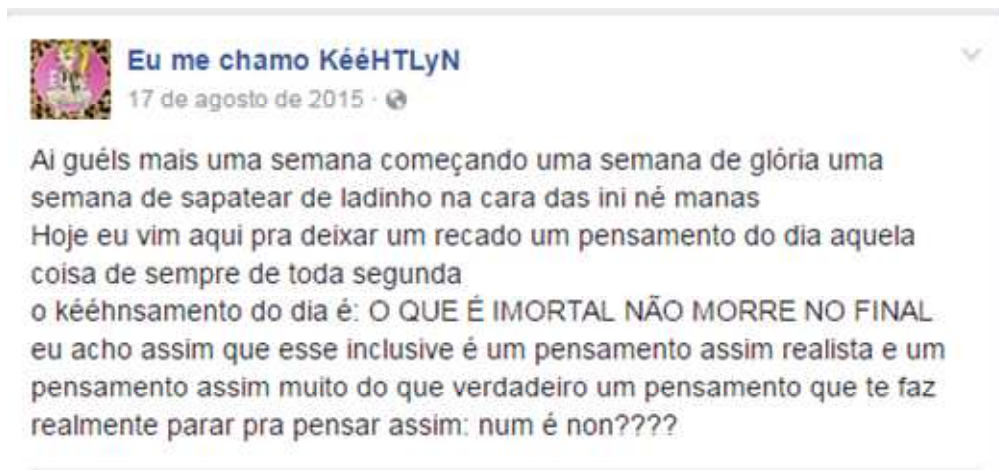 Eu me chamo KééHTLyN
17 de agosto de 2015 ·
Ai guéls mais uma semana começando uma semana de glória uma
semana de sapatear de ladinho na cara das ini né manas
Hoje eu vim aqui pra deixar um recado um pensamento do dia aquela
coisa de sempre de toda segunda
o kééhnsamento do dia é: O QUE É IMORTAL NÃO MORRE NO FINAL
eu acho assim que esse inclusive é um pensamento assim realista e um
pensamento assim muito do que verdadeiro um pensamento que te faz
realmente parar pra pensar assim: num é non????